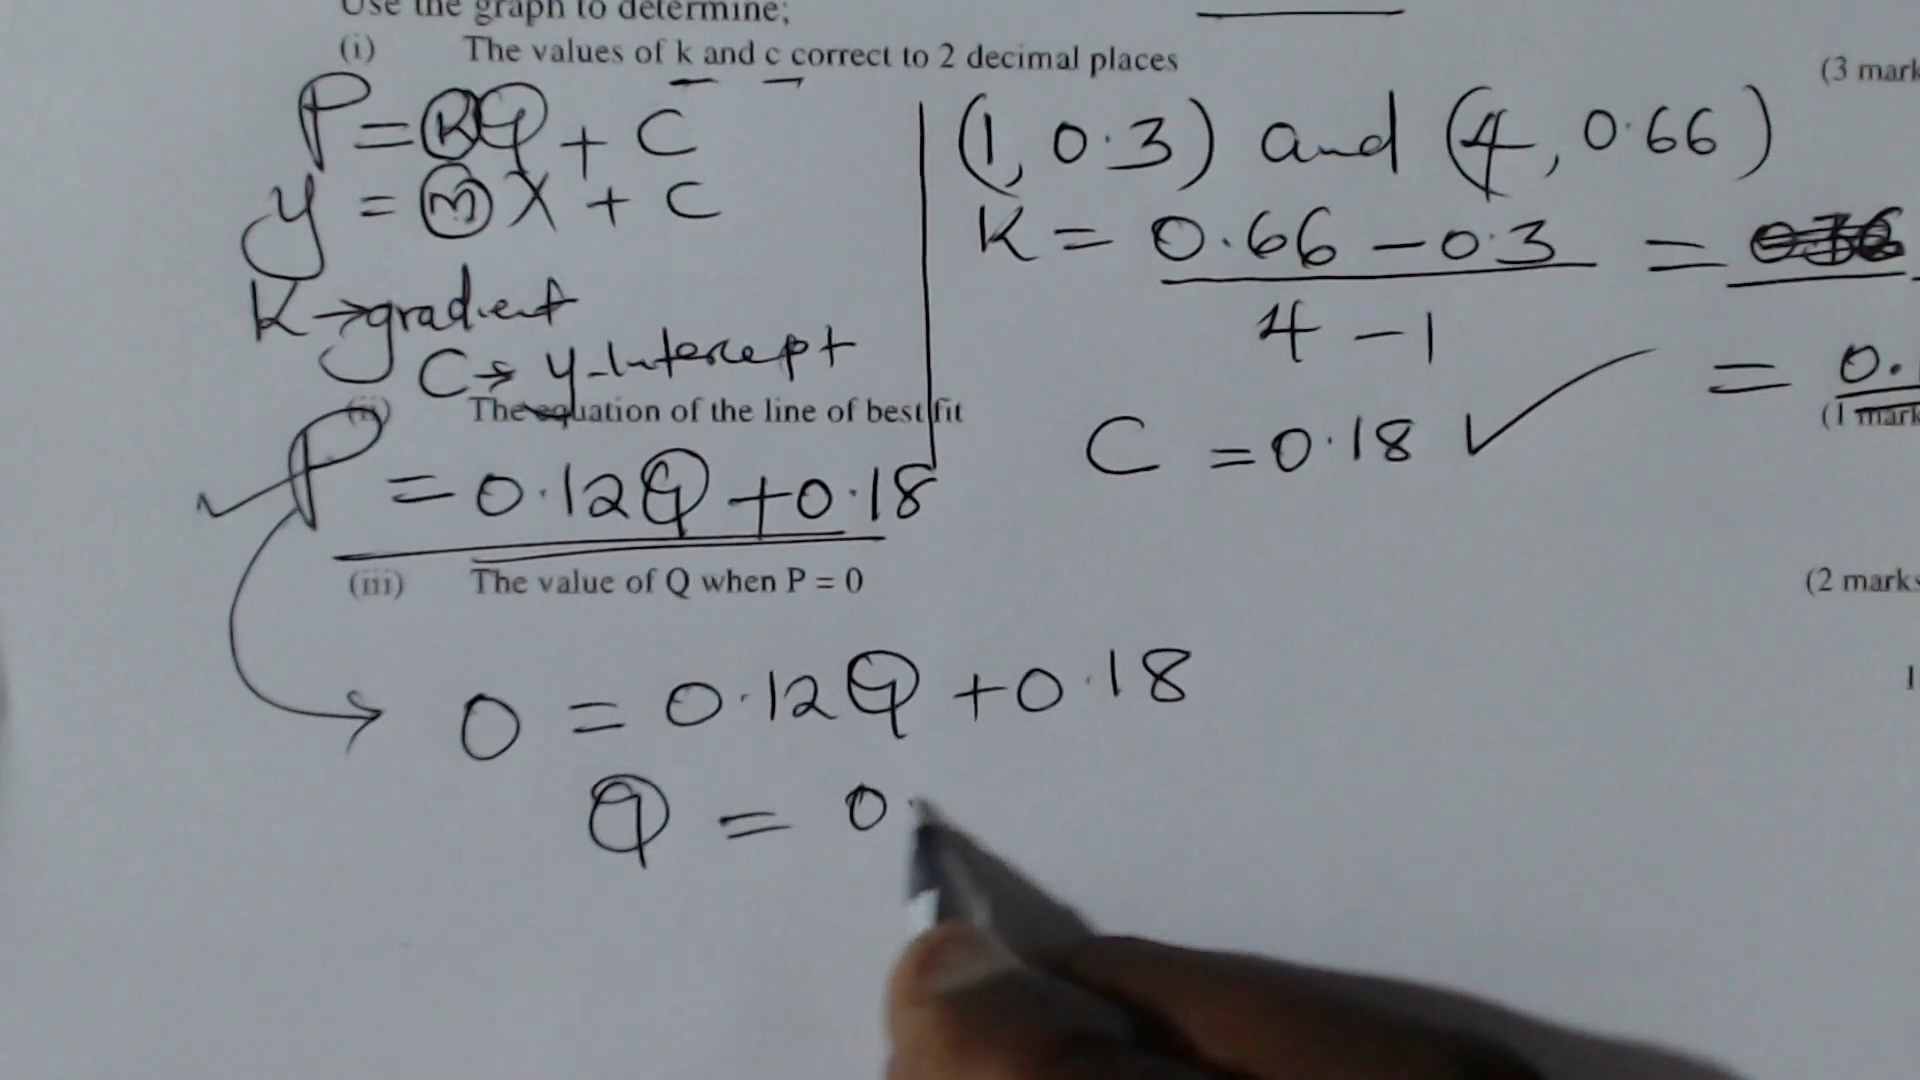 Use the graph to determine;
(i) The values of k and c correct to 2 decimal places (3 mark
P = KQ + C
y = mx + C
K → gradient
C → y-Intercept
(1, 0.3) and (4, 0.66)
K = 0.66 - 0.3 =
4 - 1
= 0.
C = 0.18 ✓
(ii) The equation of the line of best fit (1 mark
✓ P = 0.12Q + 0.18
(iii) The value of Q when P = 0 (2 marks
→ 0 = 0.12Q + 0.18
1
Q = 0.